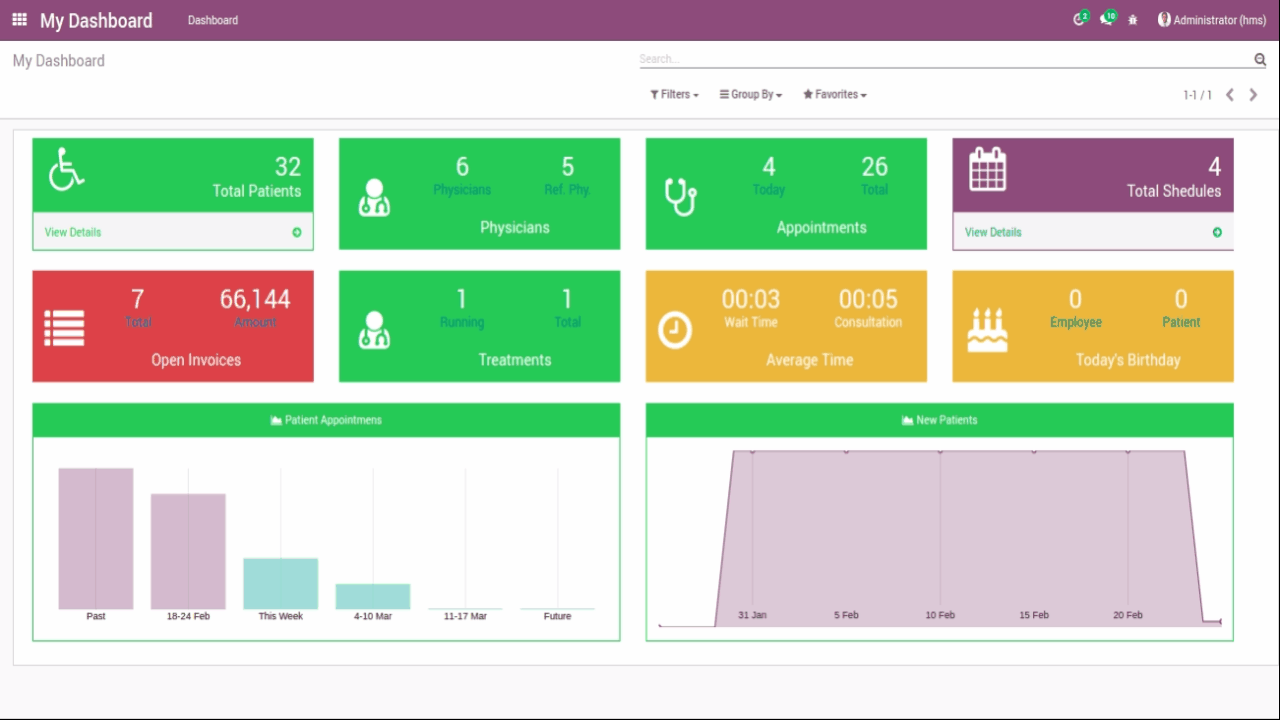 My Dashboard Dashboard 2 10 Administrator (hms)
My Dashboard Search...
Filters Group By Favorites 1-1 / 1
32
Total Patients
View Details
6 5
Physicians Ref. Phy.
Physicians
4 26
Today Total
Appointments
4
Total Shedules
View Details
7 66,144
Total Amount
Open Invoices
1 1
Running Total
Treatments
00:03 00:05
Wait Time Consultation
Average Time
0 0
Employee Patient
Today's Birthday
Patient Appointmens
Past 18-24 Feb This Week 4-10 Mar 11-17 Mar Future
New Patients
31 Jan 5 Feb 10 Feb 15 Feb 20 Feb